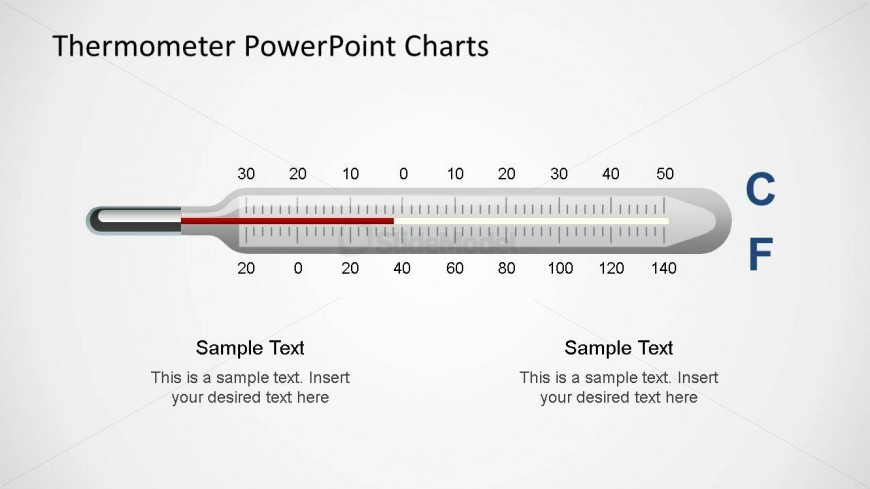 Thermometer PowerPoint Charts
30 20 10 0 10 20 30 40 50
C
SlideModel
F
20 0 20 40 60 80 100 120 140
Sample Text
This is a sample text. Insert
your desired text here
Sample Text
This is a sample text. Insert
your desired text here